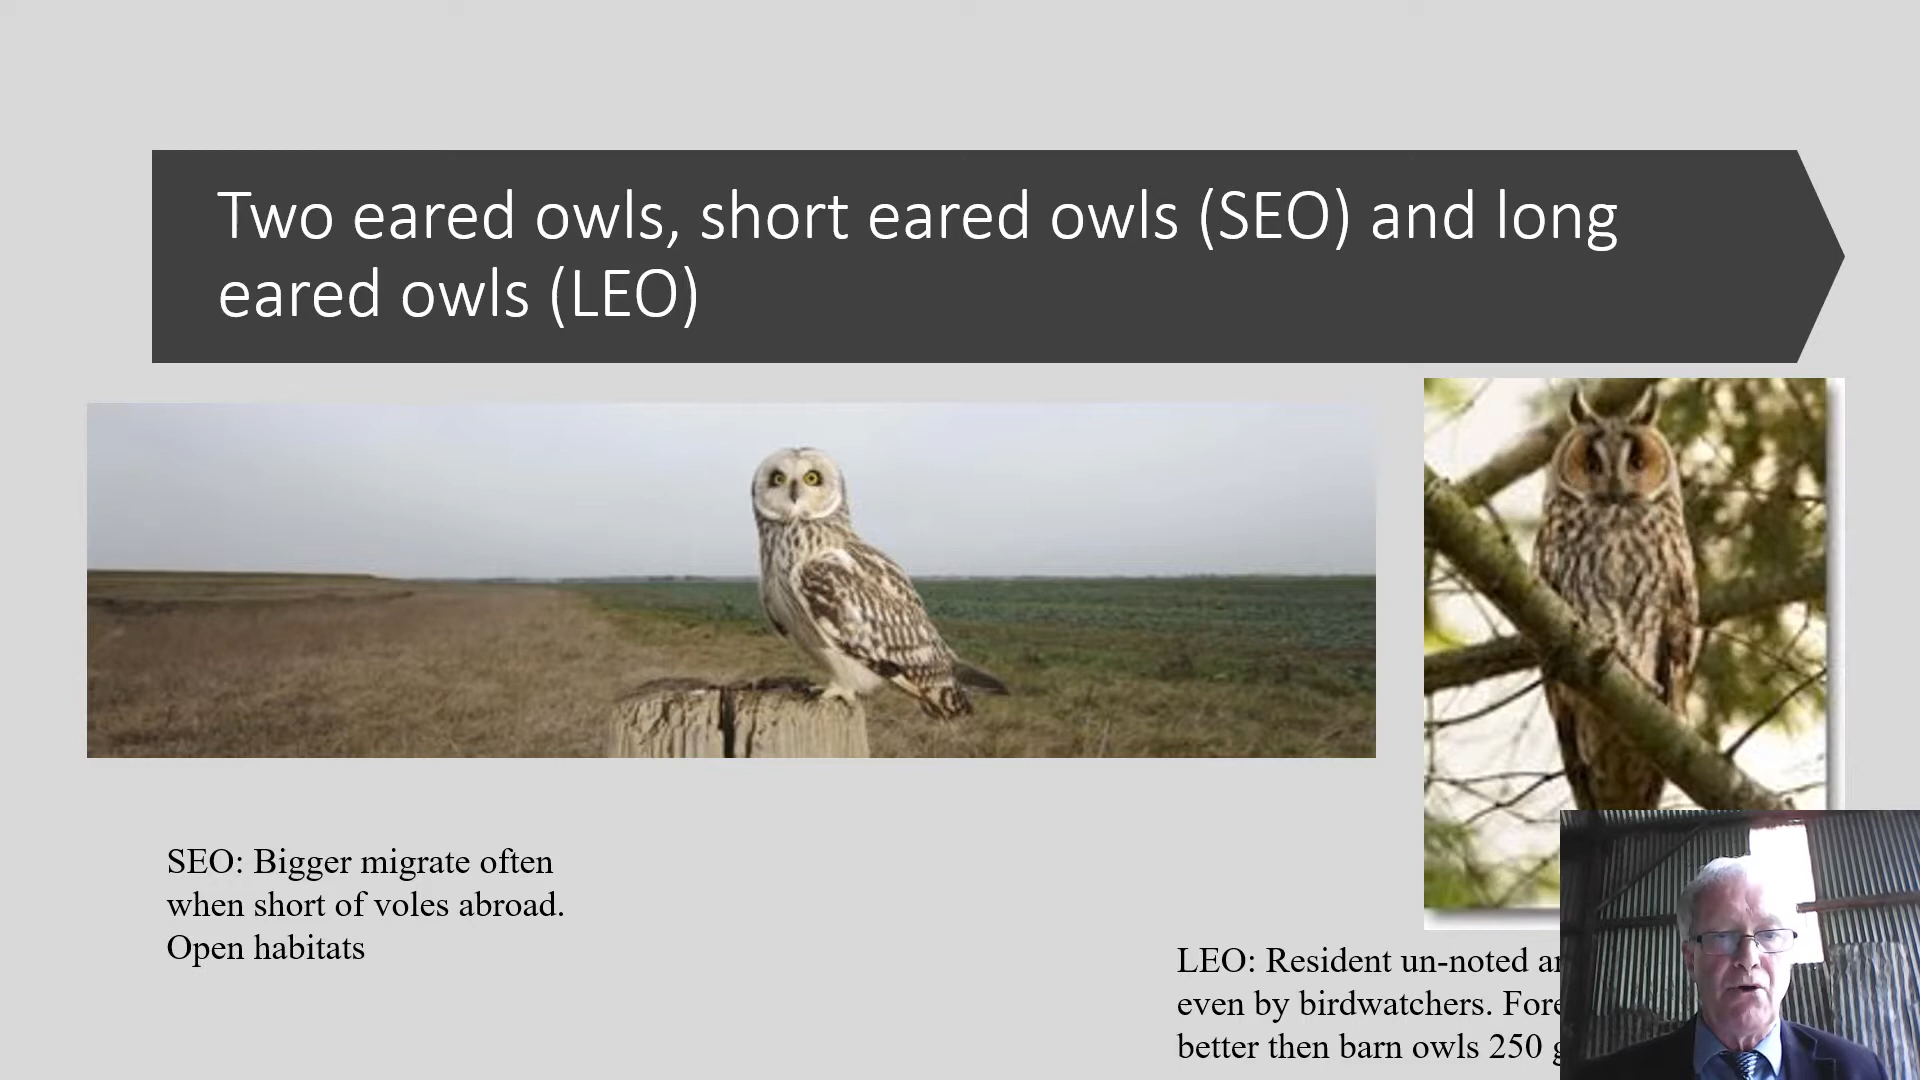 Two eared owls, short eared owls (SEO) and long
eared owls (LEO)
SEO: Bigger migrate often
when short of voles abroad.
Open habitats
LEO: Resident un-noted
even by birdwatchers.
better then barn owls 250